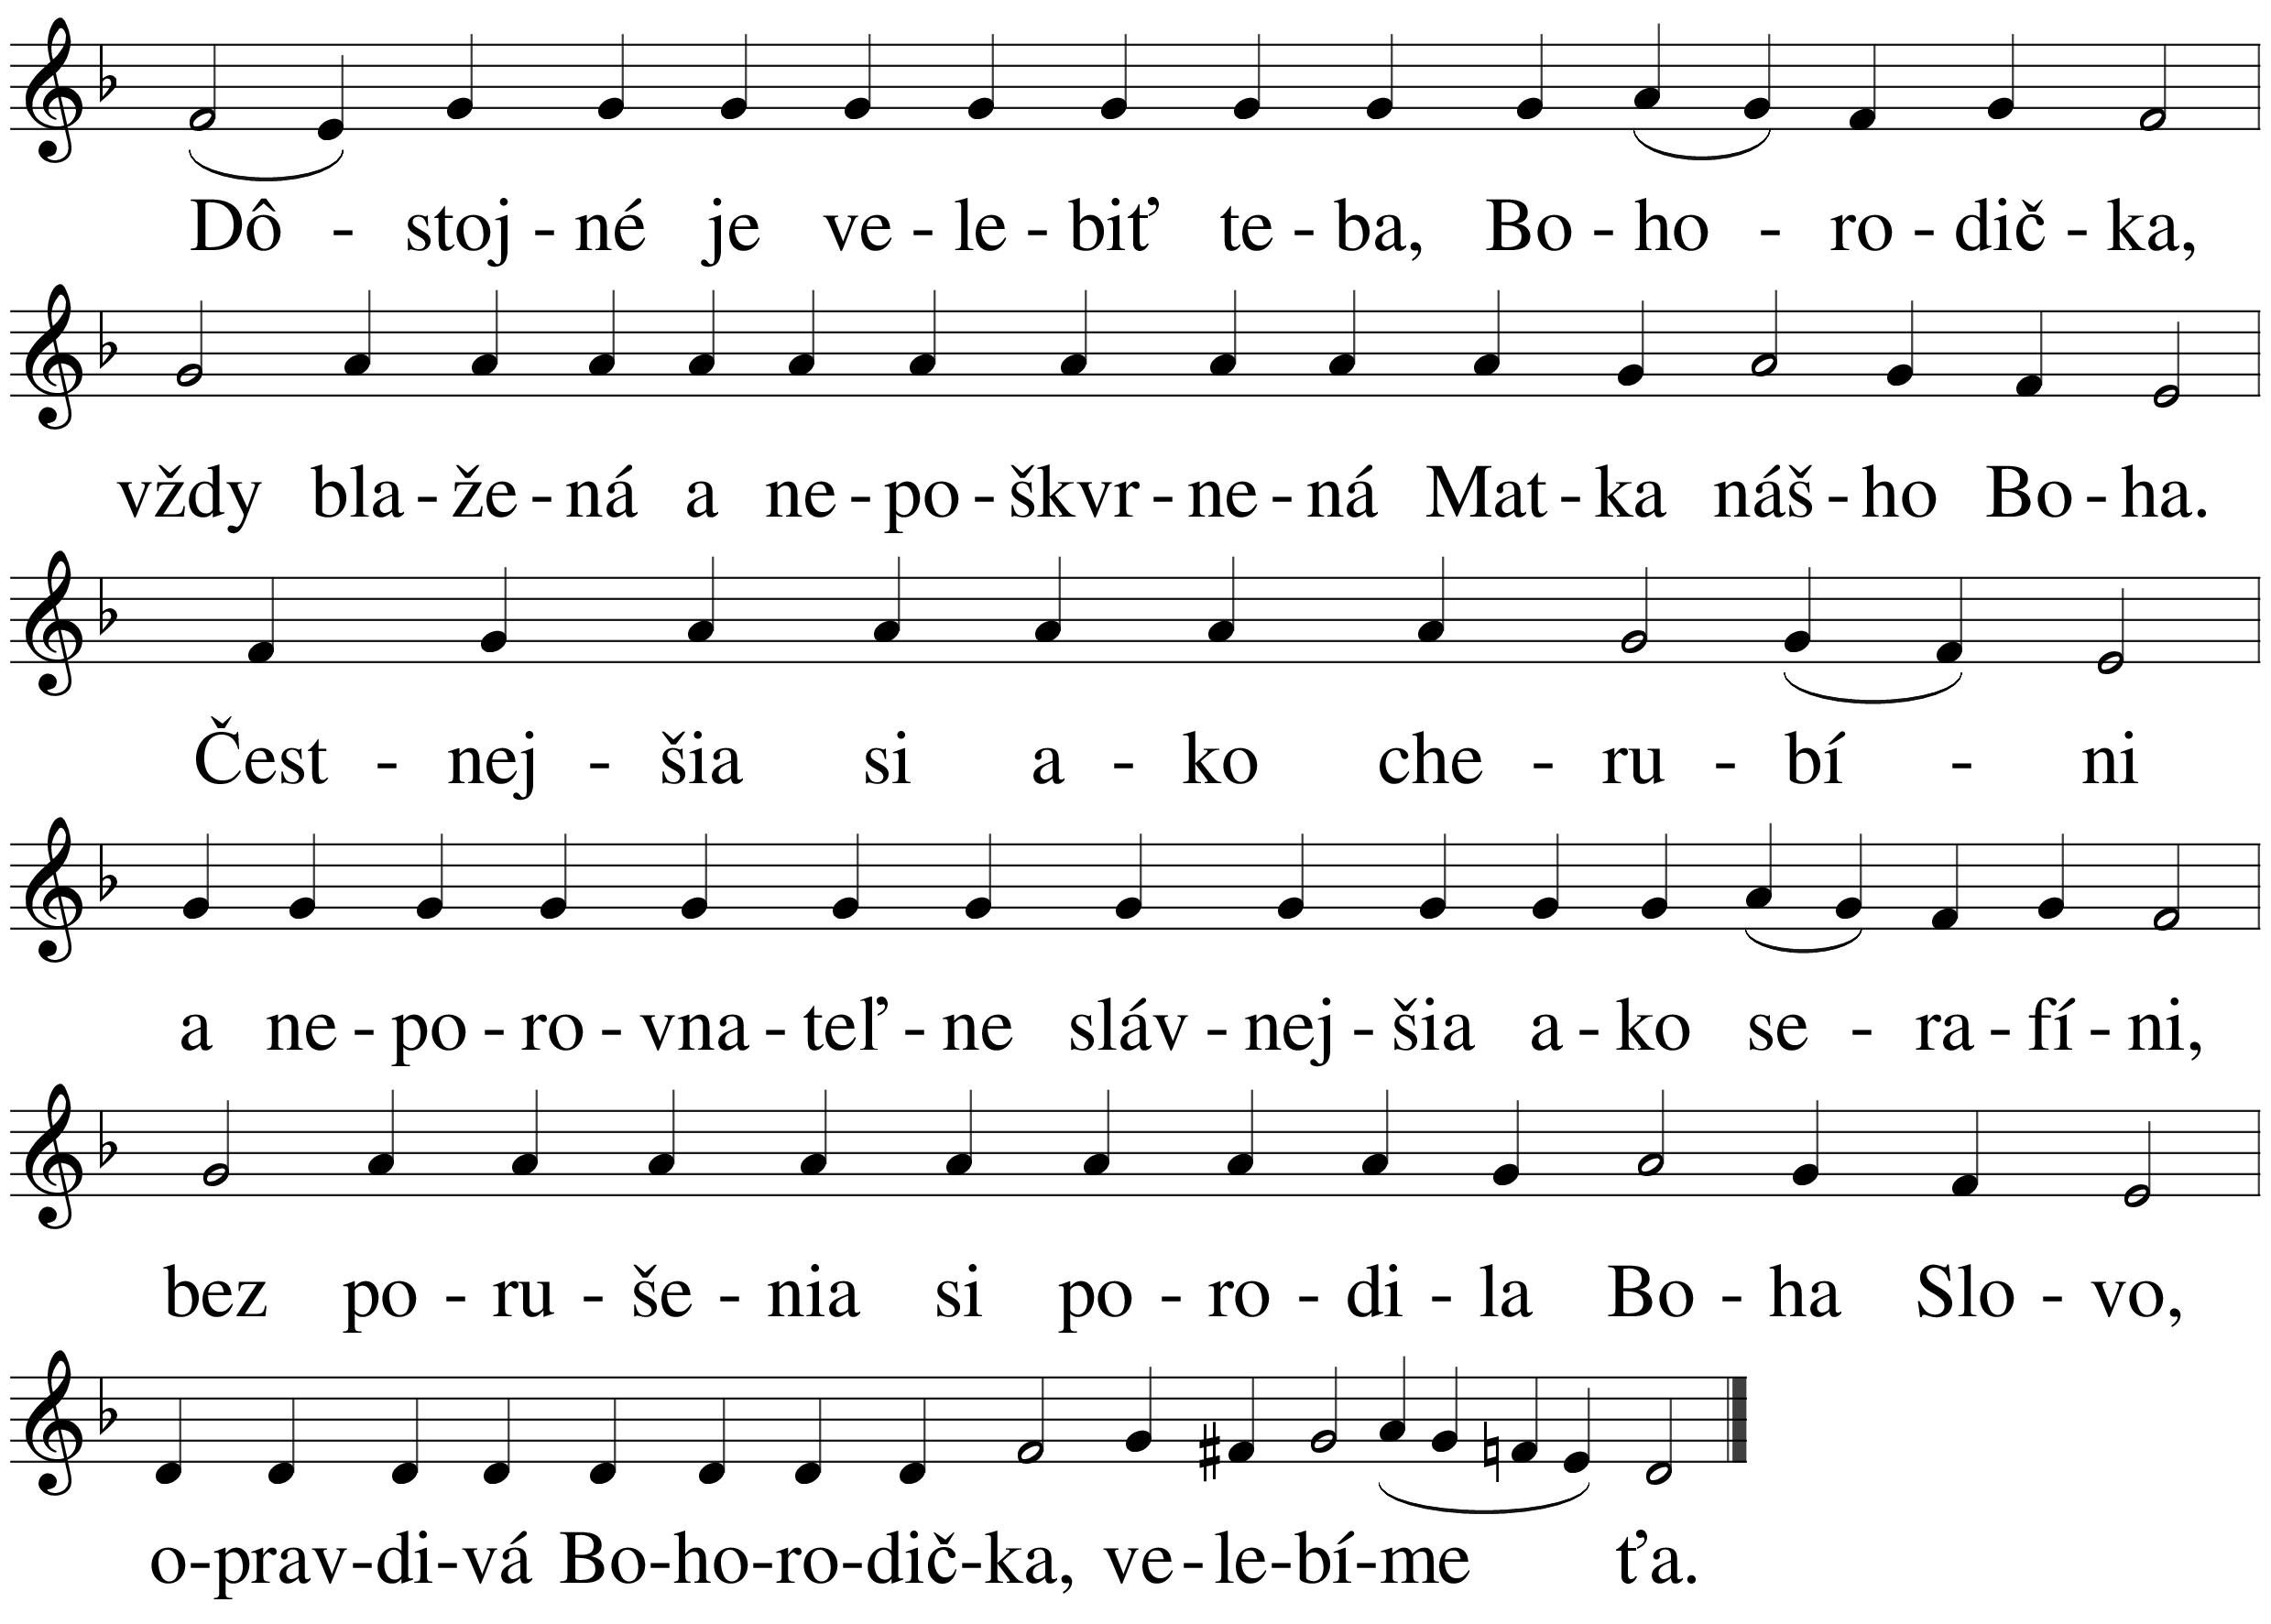 Dô - stoj - né je ve - le - biť te - ba, Bo - ho - ro - dič - ka,
vždy bla - že - ná a ne - po - škvr - ne - ná Mat - ka náš - ho Bo - ha.
Čest - nej - šia si a - ko che - ru - bí - ni
a ne - po - ro - vna - teľ - ne sláv - nej - šia a - ko se - ra - fí - ni,
bez po - ru - še - nia si po - ro - di - la Bo - ha Slo - vo,
o-prav-di-vá Bo-ho-ro-dič-ka, ve-le-bí-me ťa.